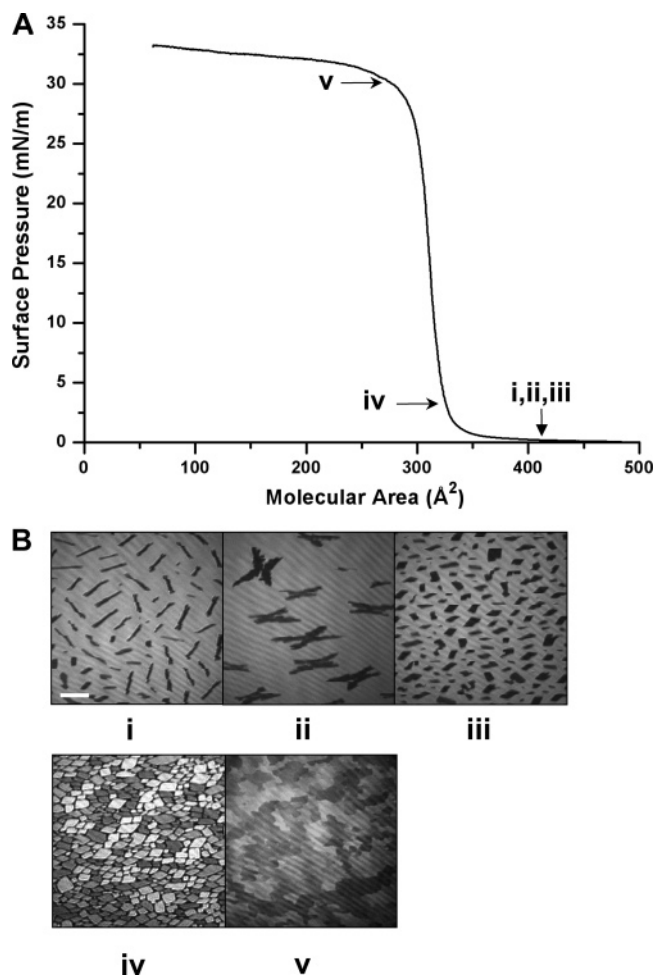 A
Surface Pressure (mN/m)
35
30
25
20
15
10
5
0
v
iv
i,ii,iii
0 100 200 300 400 500
Molecular Area (Å²)
B
i ii iii
iv v